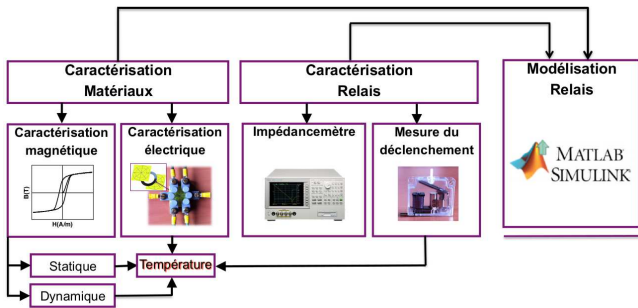 Caractérisation
Matériaux
Caractérisation
Relais
Modélisation
Relais
Caractérisation
magnétique
Caractérisation
électrique
Impédancemètre
Mesure du
déclenchement
B(T)
H(A/m)
MATLAB
SIMULINK
Statique
Température
Dynamique